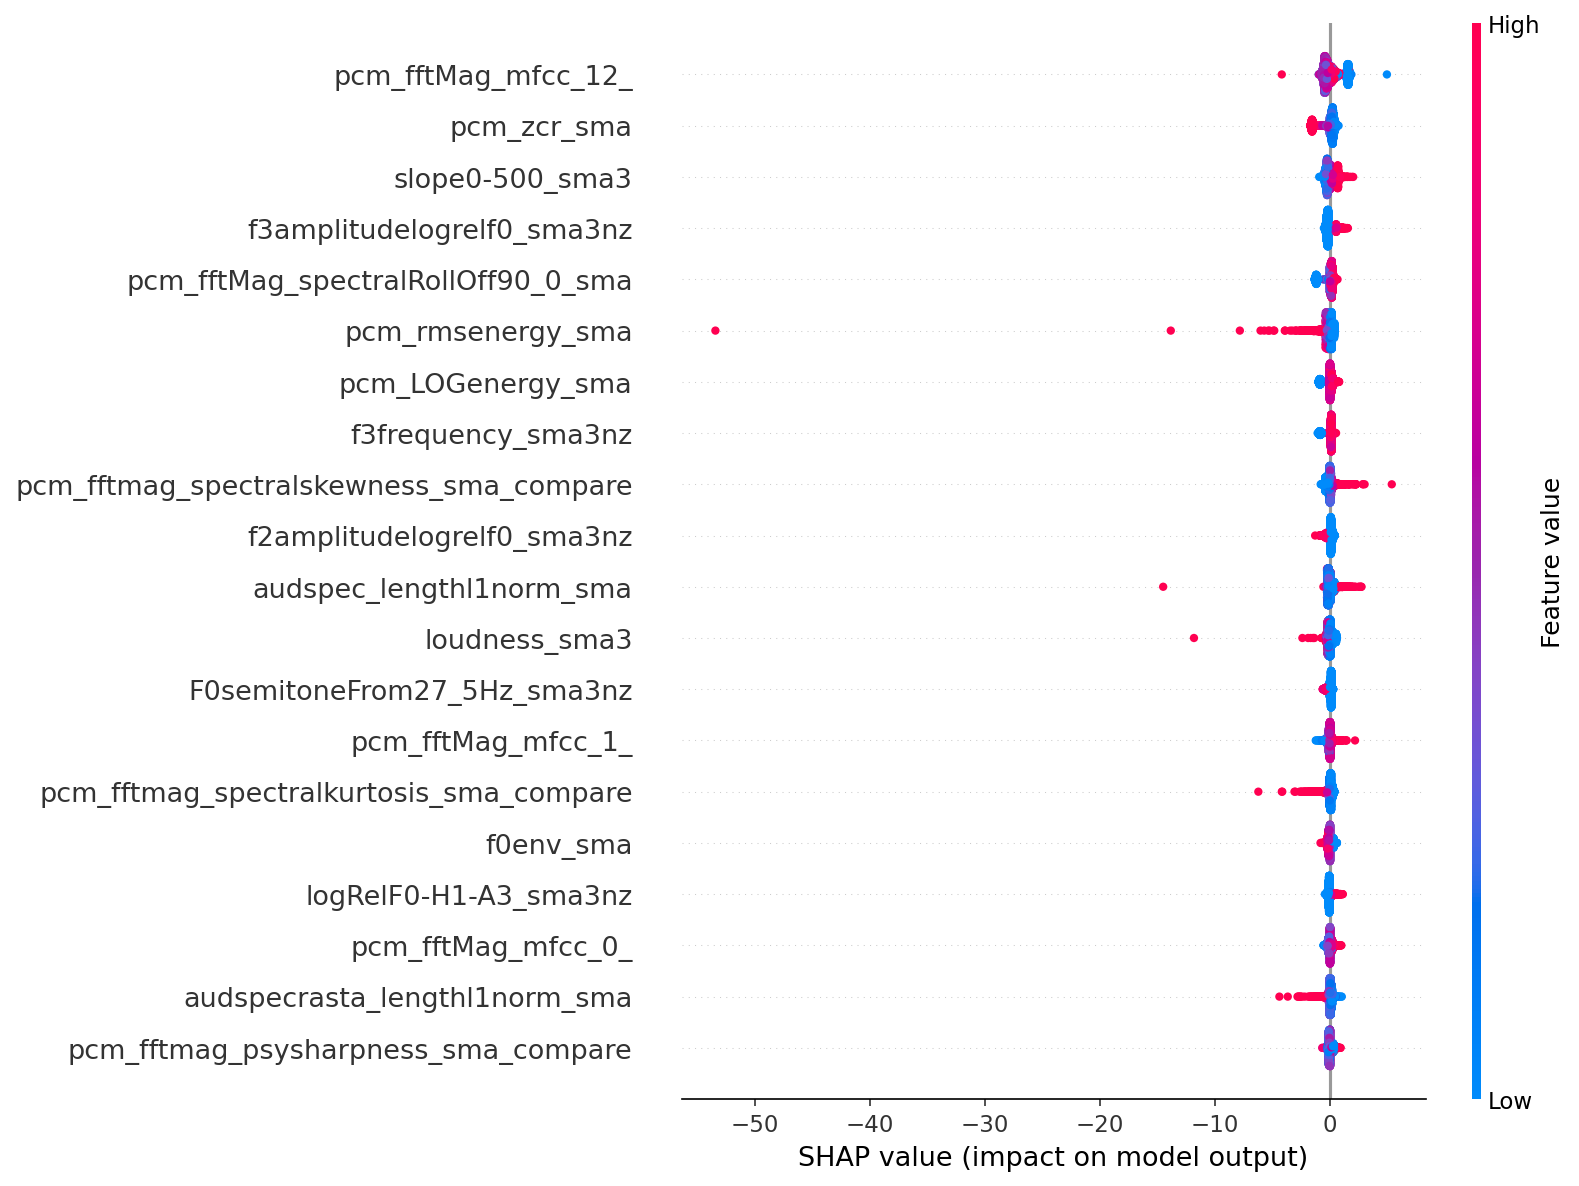 High
pcm_fftMag_mfcc_12_
pcm_zcr_sma
slope0-500_sma3
f3amplitudelogrelf0_sma3nz
pcm_fftMag_spectralRollOff90_0_sma
pcm_rmsenergy_sma
pcm_LOGenergy_sma
f3frequency_sma3nz
pcm_fftmag_spectralskewness_sma_compare
f2amplitudelogrelf0_sma3nz
audspec_lengthl1norm_sma
loudness_sma3
F0semitoneFrom27_5Hz_sma3nz
pcm_fftMag_mfcc_1_
pcm_fftmag_spectralkurtosis_sma_compare
f0env_sma
logRelF0-H1-A3_sma3nz
pcm_fftMag_mfcc_0_
audspecrasta_lengthl1norm_sma
pcm_fftmag_psysharpness_sma_compare
Feature value
Low
−50 −40 −30 −20 −10 0
SHAP value (impact on model output)